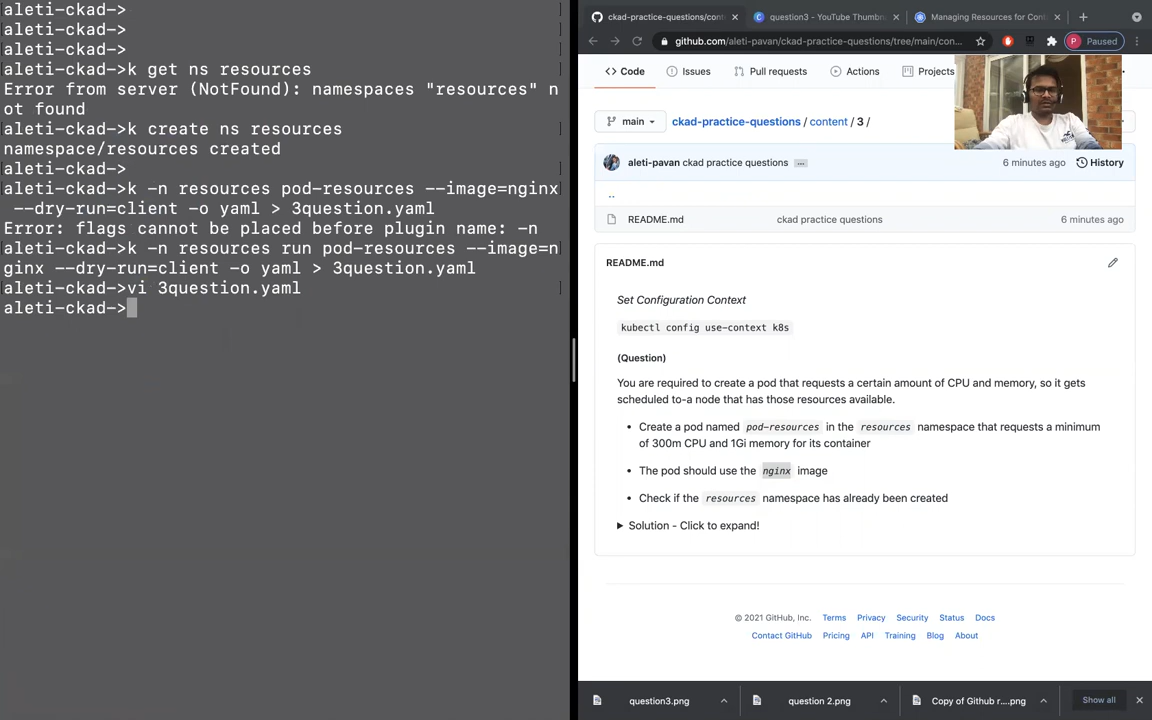 aleti-ckad->
aleti-ckad->
aleti-ckad->
aleti-ckad->k get ns resources
Error from server (NotFound): namespaces "resources" n
ot found
aleti-ckad->k create ns resources
namespace/resources created
aleti-ckad->
aleti-ckad->k -n resources pod-resources --image=nginx
 --dry-run=client -o yaml > 3question.yaml
Error: flags cannot be placed before plugin name: -n
aleti-ckad->k -n resources run pod-resources --image=n
ginx --dry-run=client -o yaml > 3question.yaml
aleti-ckad->vi 3question.yaml
aleti-ckad->
ckad-practice-questions/cont
question3 - YouTube Thumbn
Managing Resources for Cont
github.com/aleti-pavan/ckad-practice-questions/tree/main/con...
P Paused
Code
Issues
Pull requests
Actions
Projects
main
ckad-practice-questions / content / 3 /
aleti-pavan ckad practice questions ...
6 minutes ago
History
..
README.md
ckad practice questions
6 minutes ago
README.md
Set Configuration Context
kubectl config use-context k8s
(Question)
You are required to create a pod that requests a certain amount of CPU and memory, so it gets
scheduled to-a node that has those resources available.
• Create a pod named pod-resources in the resources namespace that requests a minimum
of 300m CPU and 1Gi memory for its container
• The pod should use the nginx image
• Check if the resources namespace has already been created
Solution - Click to expand!
© 2021 GitHub, Inc.
Terms
Privacy
Security
Status
Docs
Contact GitHub
Pricing
API
Training
Blog
About
question3.png
question 2.png
Copy of Github r....png
Show all